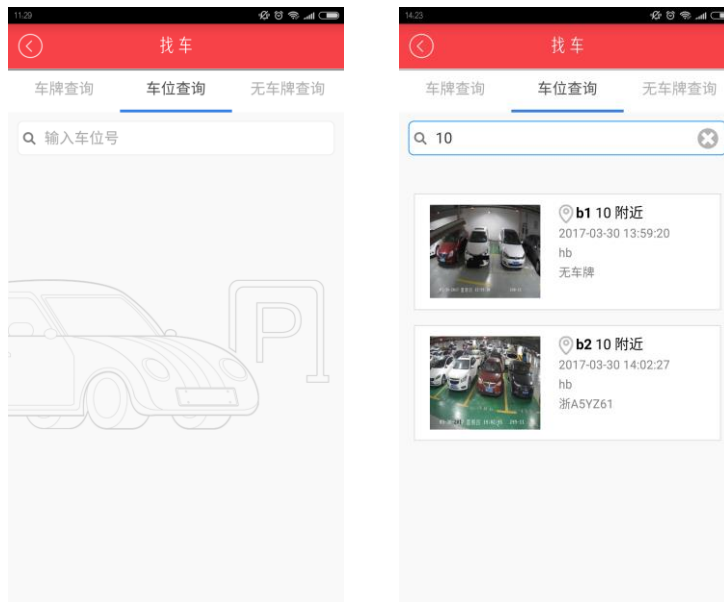 11:29
找车
车牌查询 车位查询 无车牌查询
输入车位号
P
14:23
找车
车牌查询 车位查询 无车牌查询
10
b1 10 附近
2017-03-30 13:59:20
hb
无车牌
b2 10 附近
2017-03-30 14:02:27
hb
浙A5YZ61